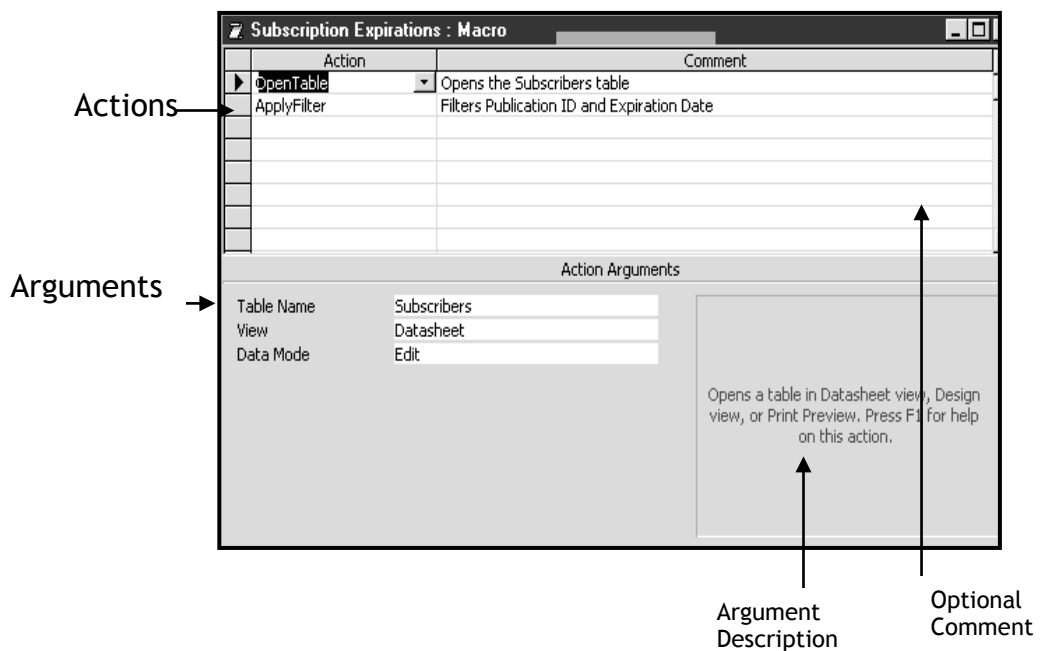 Subscription Expirations : Macro
Action Comment
OpenTable Opens the Subscribers table
Actions
ApplyFilter Filters Publication ID and Expiration Date
Action Arguments
Arguments
Table Name Subscribers
View Datasheet
Data Mode Edit
Opens a table in Datasheet view, Design
view, or Print Preview. Press F1 for help
on this action.
Argument
Description
Optional
Comment